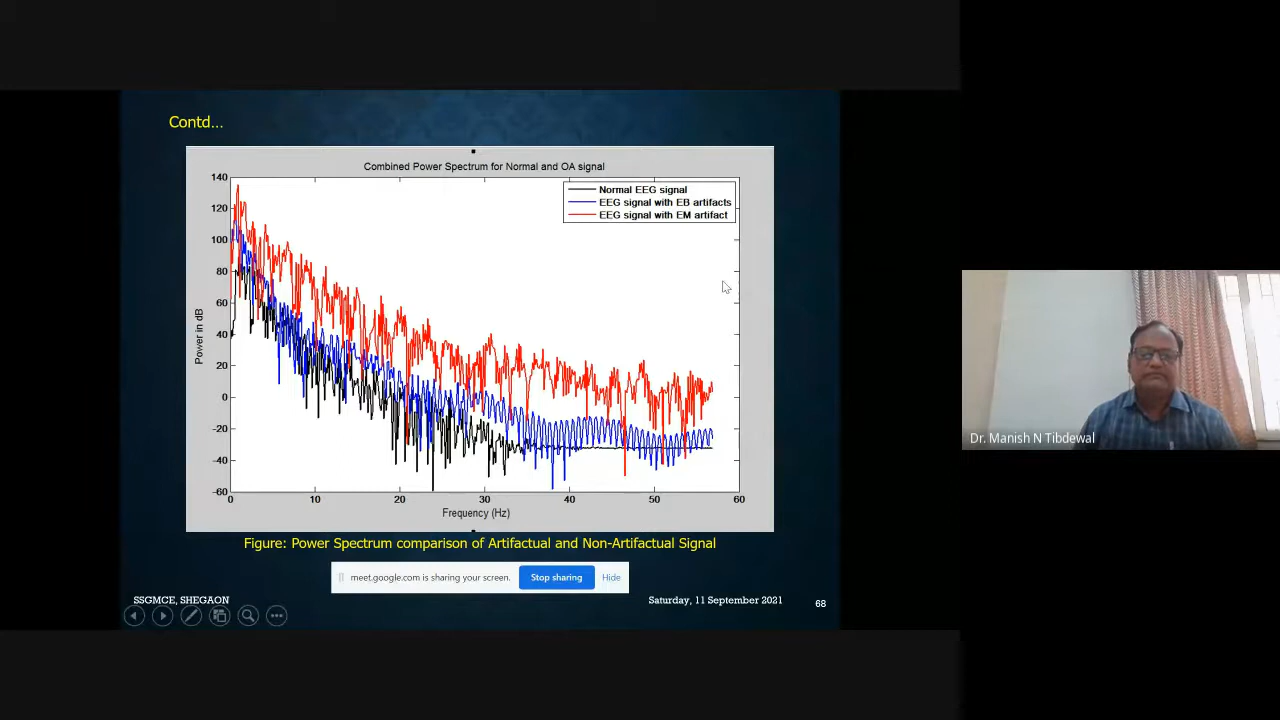 Contd...
Combined Power Spectrum for Normal and OA signal
Normal EEG signal
EEG signal with EB artifacts
EEG signal with EM artifact
140
120
100
80
60
40
20
0
-20
-40
-60
Power in dB
0 10 20 30 40 50 60
Frequency (Hz)
Figure: Power Spectrum comparison of Artifactual and Non-Artifactual Signal
meet.google.com is sharing your screen. Stop sharing Hide
SSGMCE, SHEGAON Saturday, 11 September 2021 68
Dr. Manish N Tibdewal